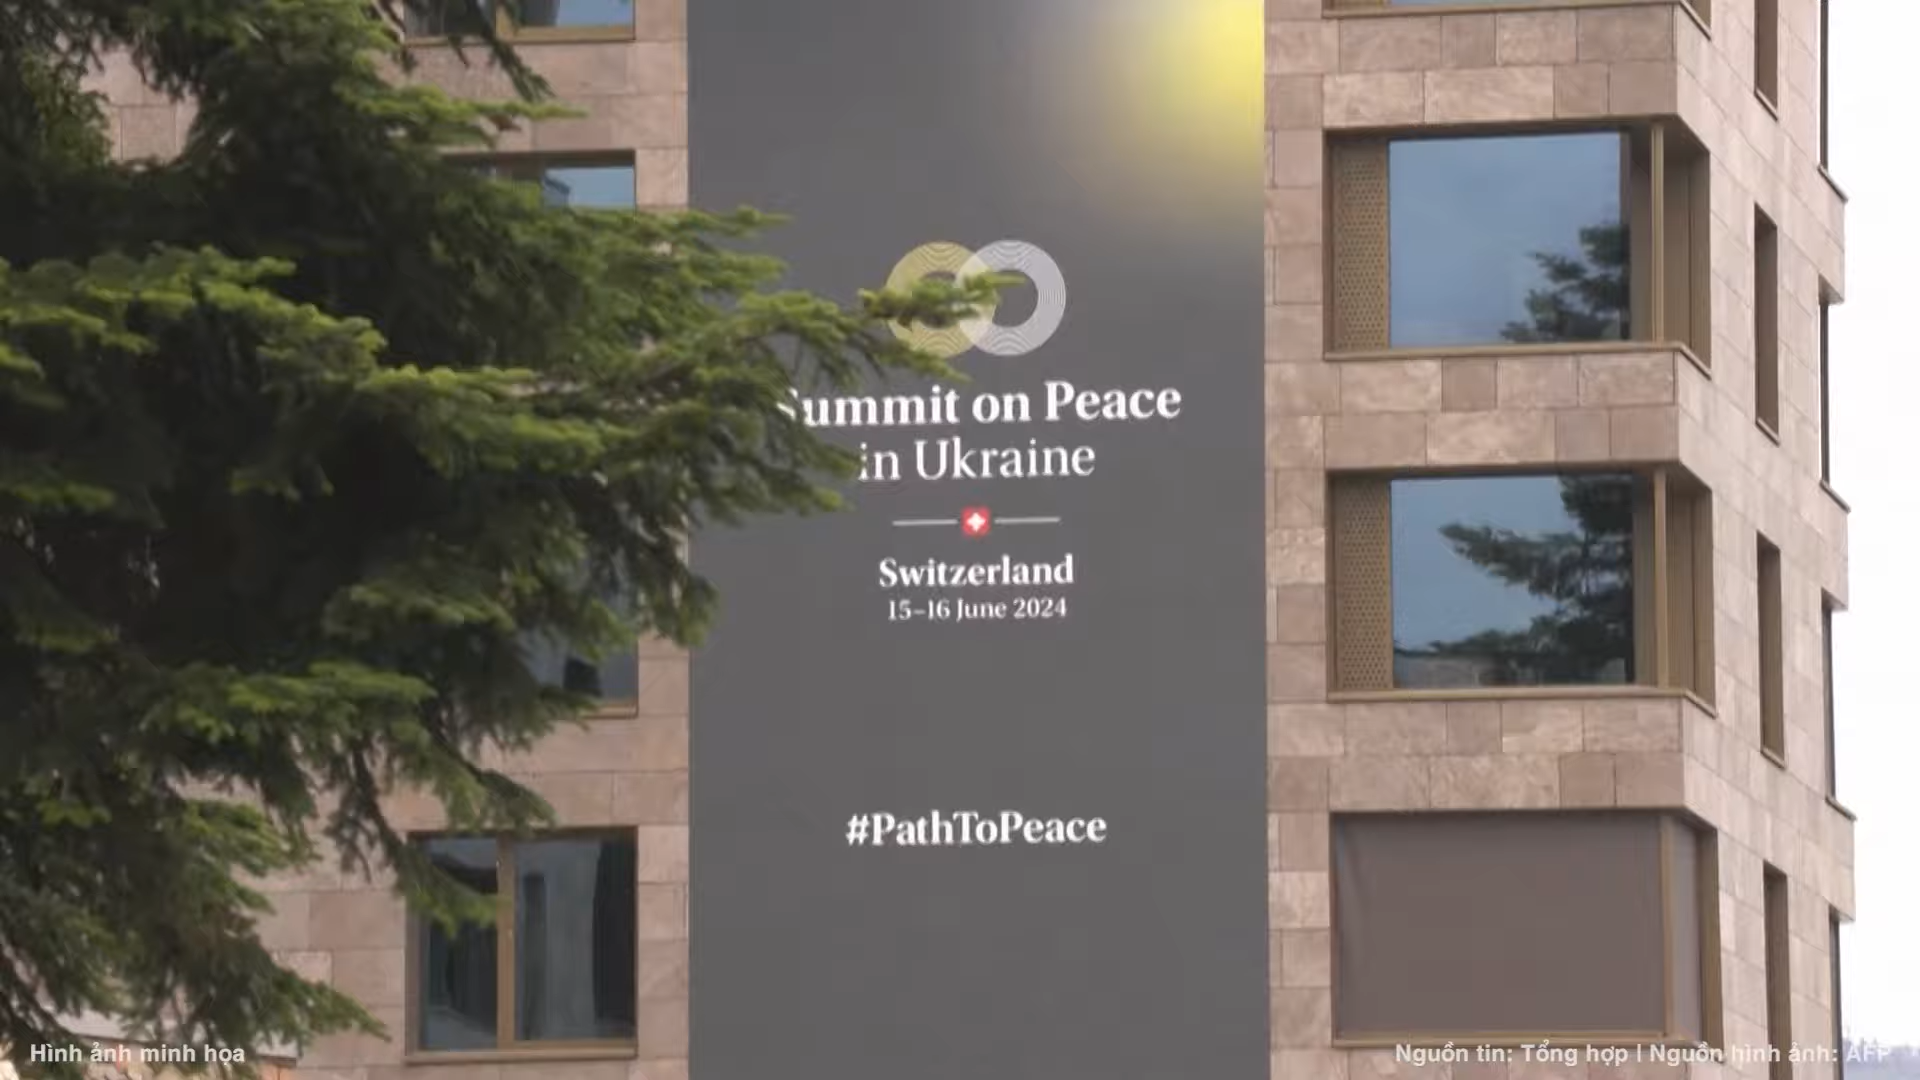 Summit on Peace
in Ukraine
Switzerland
15–16 June 2024
#PathToPeace
Hình ảnh minh họa
Nguồn tin: Tổng hợp | Nguồn hình ảnh: AFP